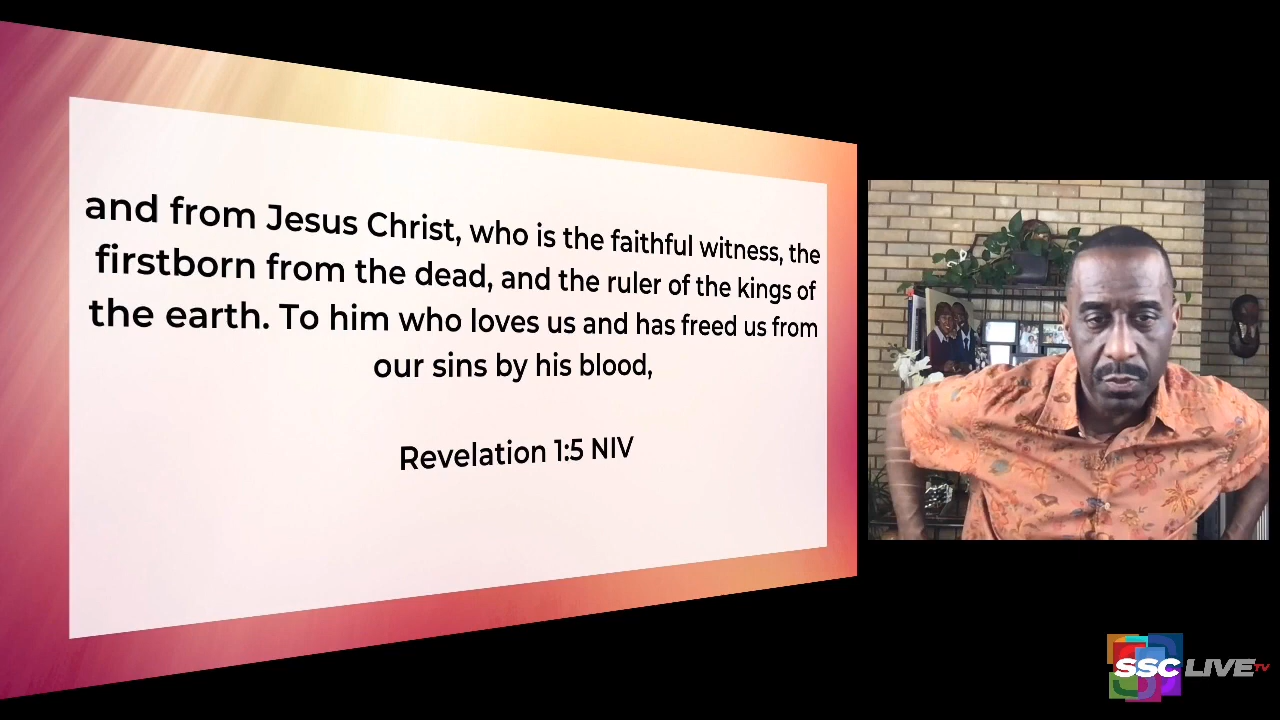 and from Jesus Christ, who is the faithful witness, the
firstborn from the dead, and the ruler of the kings of
the earth. To him who loves us and has freed us from
our sins by his blood,
Revelation 1:5 NIV
SSC LIVE TV